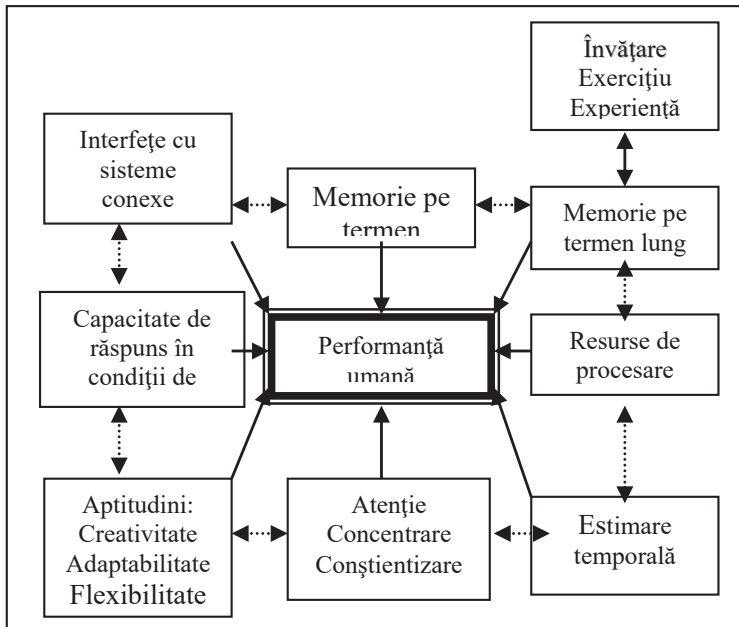 Învăţare
Exerciţiu
Experienţă
Interfeţe cu
sisteme
conexe
Memorie pe
termen
Memorie pe
termen lung
Capacitate de
răspuns în
condiţii de
Performanţă
umană
Resurse de
procesare
Aptitudini:
Creativitate
Adaptabilitate
Flexibilitate
Atenţie
Concentrare
Conştientizare
Estimare
temporală